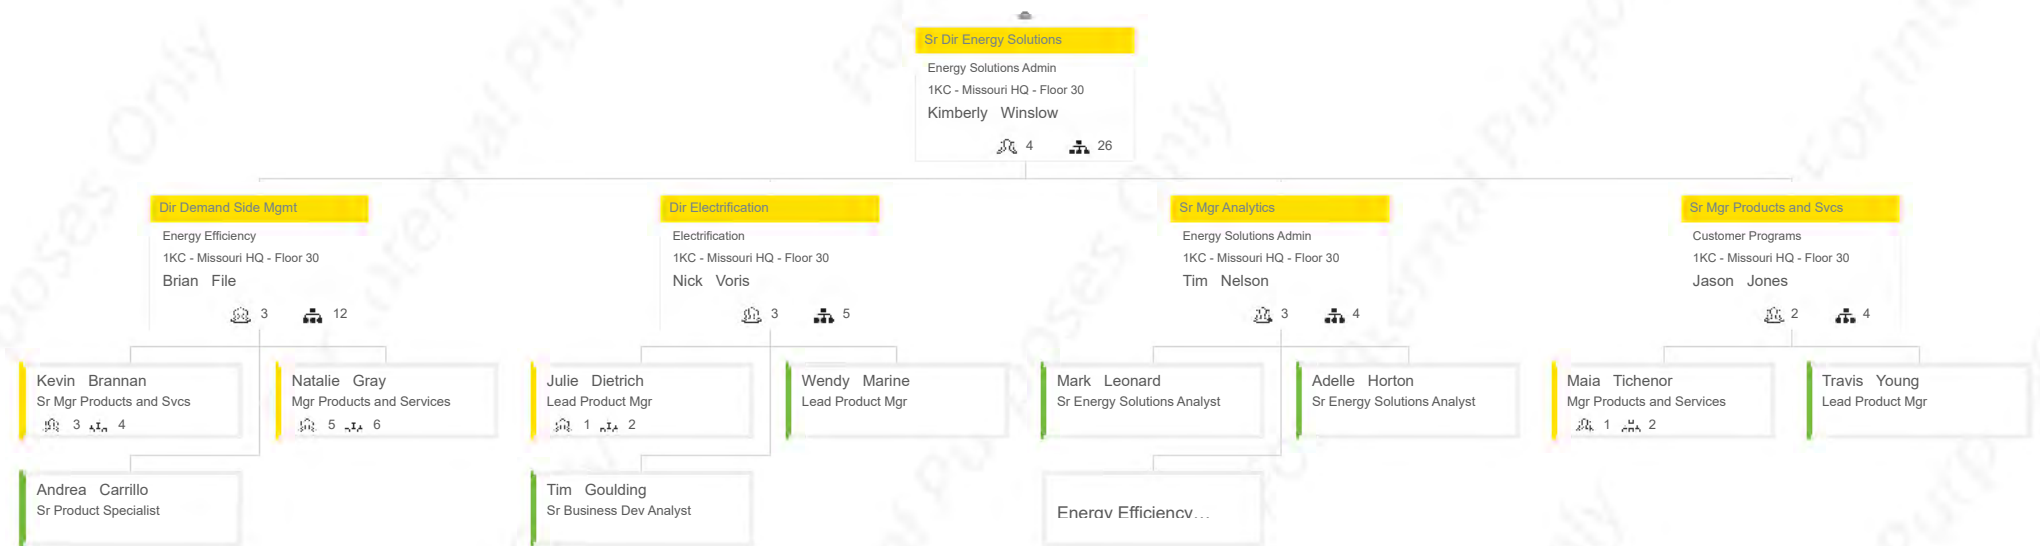 Sr Dir Energy Solutions
Energy Solutions Admin
1KC - Missouri HQ - Floor 30
Kimberly Winslow
4 26
Dir Demand Side Mgmt
Energy Efficiency
1KC - Missouri HQ - Floor 30
Brian File
3 12
Dir Electrification
Electrification
1KC - Missouri HQ - Floor 30
Nick Voris
3 5
Sr Mgr Analytics
Energy Solutions Admin
1KC - Missouri HQ - Floor 30
Tim Nelson
3 4
Sr Mgr Products and Svcs
Customer Programs
1KC - Missouri HQ - Floor 30
Jason Jones
2 4
Kevin Brannan
Sr Mgr Products and Svcs
3 4
Natalie Gray
Mgr Products and Services
5 6
Julie Dietrich
Lead Product Mgr
1 2
Wendy Marine
Lead Product Mgr
Mark Leonard
Sr Energy Solutions Analyst
Adelle Horton
Sr Energy Solutions Analyst
Maia Tichenor
Mgr Products and Services
1 2
Travis Young
Lead Product Mgr
Andrea Carrillo
Sr Product Specialist
Tim Goulding
Sr Business Dev Analyst
Energy Efficiency...